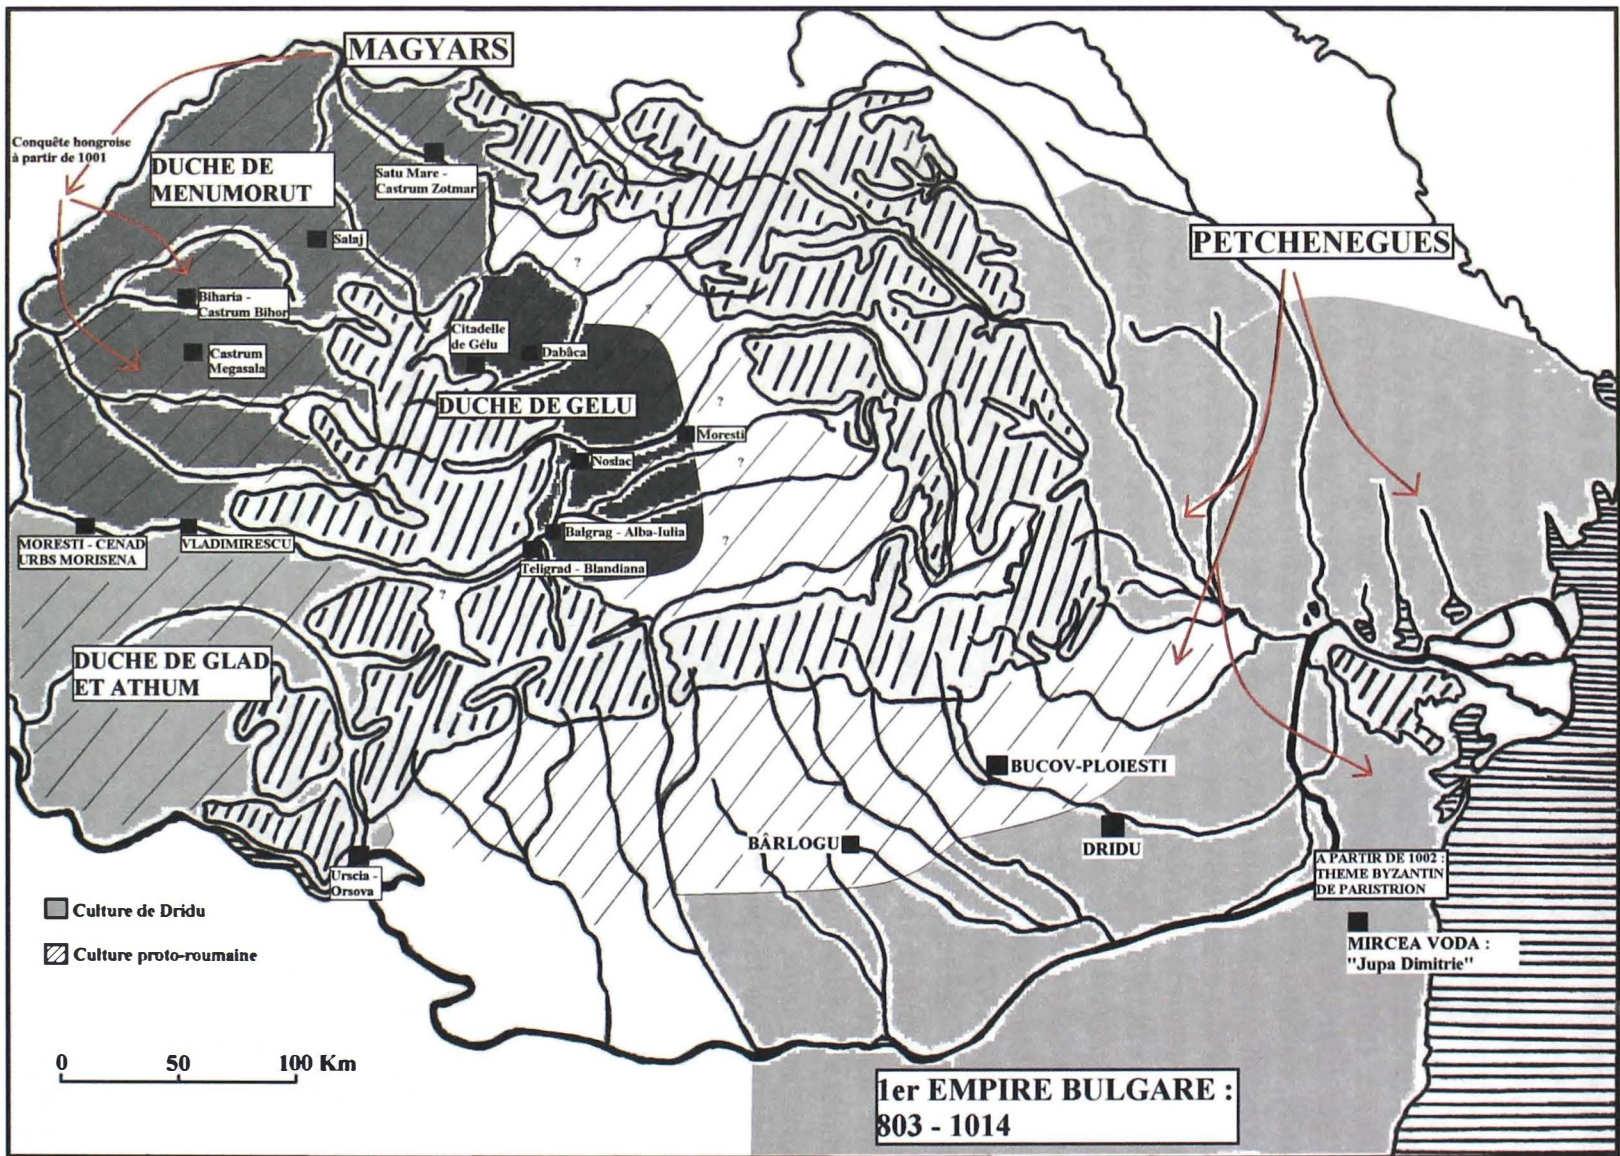 MAGYARS
Conquête hongroise
à partir de 1001
DUCHE DE
MENUMORUT
Satu Mare -
Castrum Zotmar
PETCHENEGUES
Salaj
?
Biharia -
Castrum Bihor
?
Citadelle
de Gélu
Dabâca
Castrum
Megasala
DUCHE DE GELU
?
Moresti
Noslac
?
MORESTI - CENAD
URBS MORISENA
VLADIMIRESCU
Balgrag - Alba-Iulia
?
Teligrad - Blandiana
?
DUCHE DE GLAD
ET ATHUM
BUCOV-PLOIESTI
BÂRLOGU
DRIDU
Urscia -
Orsova
A PARTIR DE 1002 :
THEME BYZANTIN
DE PARISTRION
Culture de Dridu
Culture proto-roumaine
MIRCEA VODA :
"Jupa Dimitrie"
0 50 100 Km
1er EMPIRE BULGARE :
803 - 1014